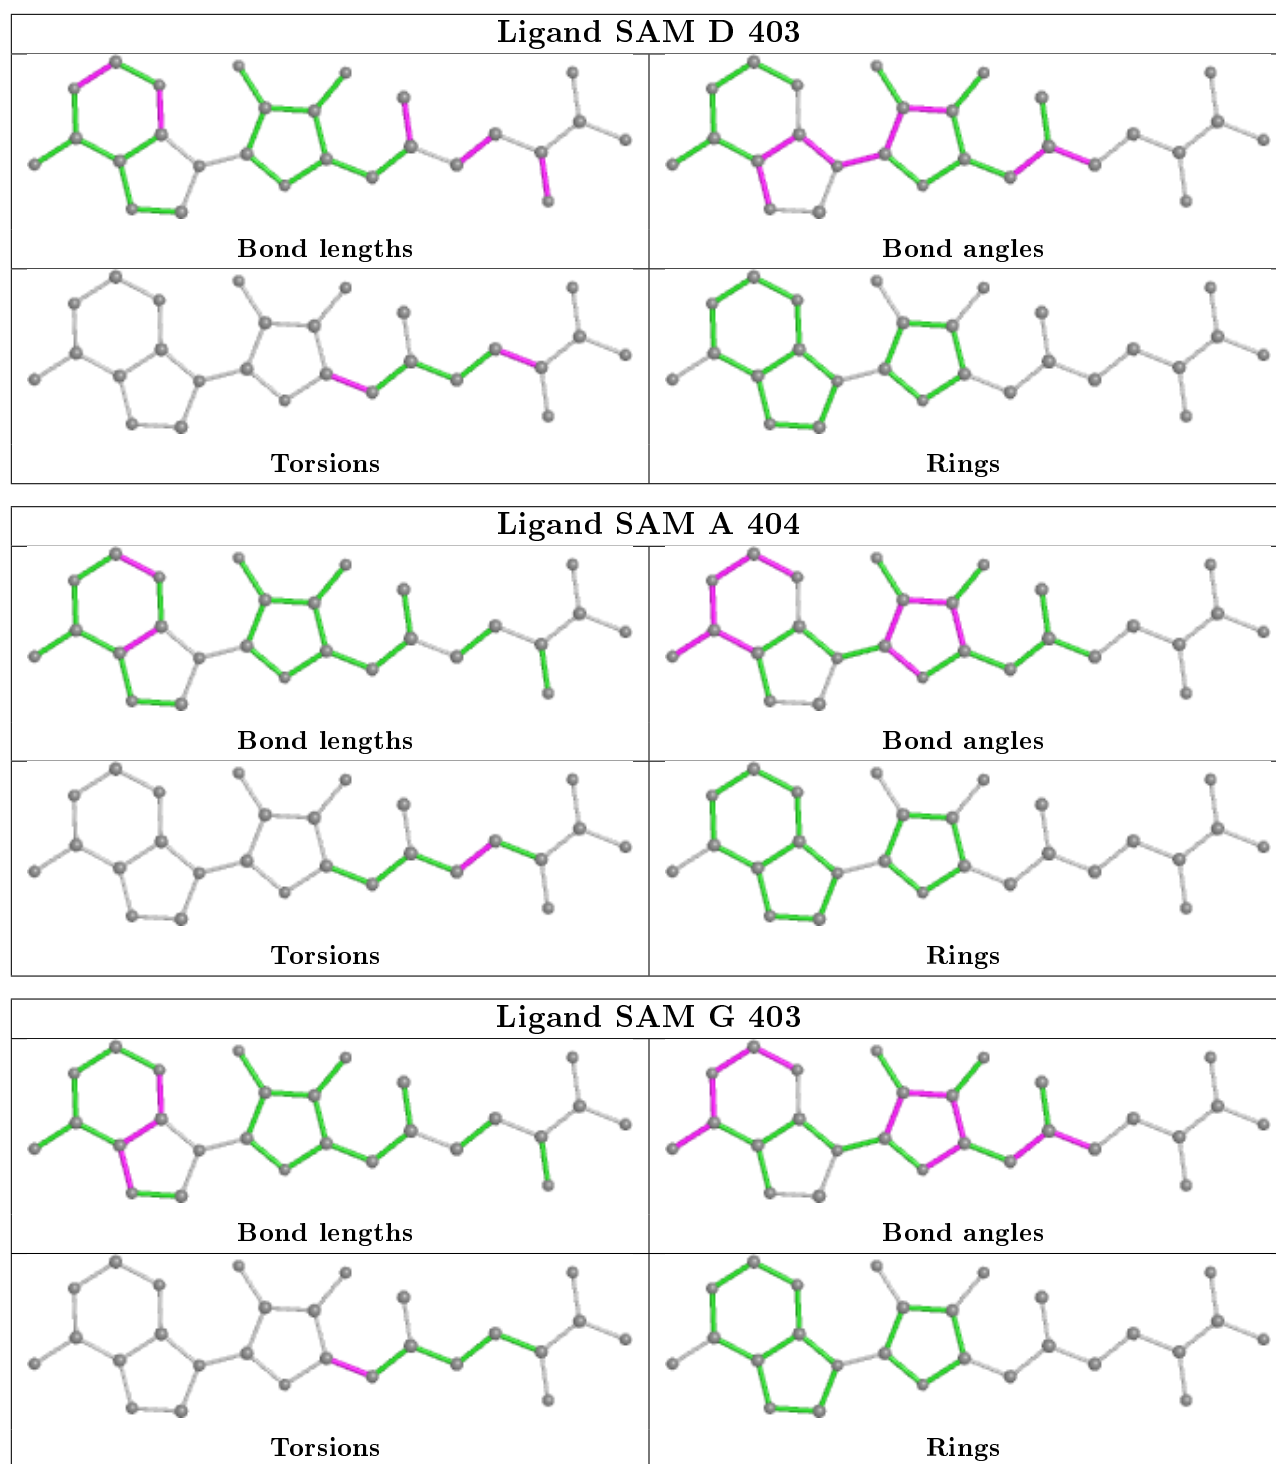 Ligand SAM D 403
Bond lengths
Bond angles
Torsions
Rings
Ligand SAM A 404
Bond lengths
Bond angles
Torsions
Rings
Ligand SAM G 403
Bond lengths
Bond angles
Torsions
Rings